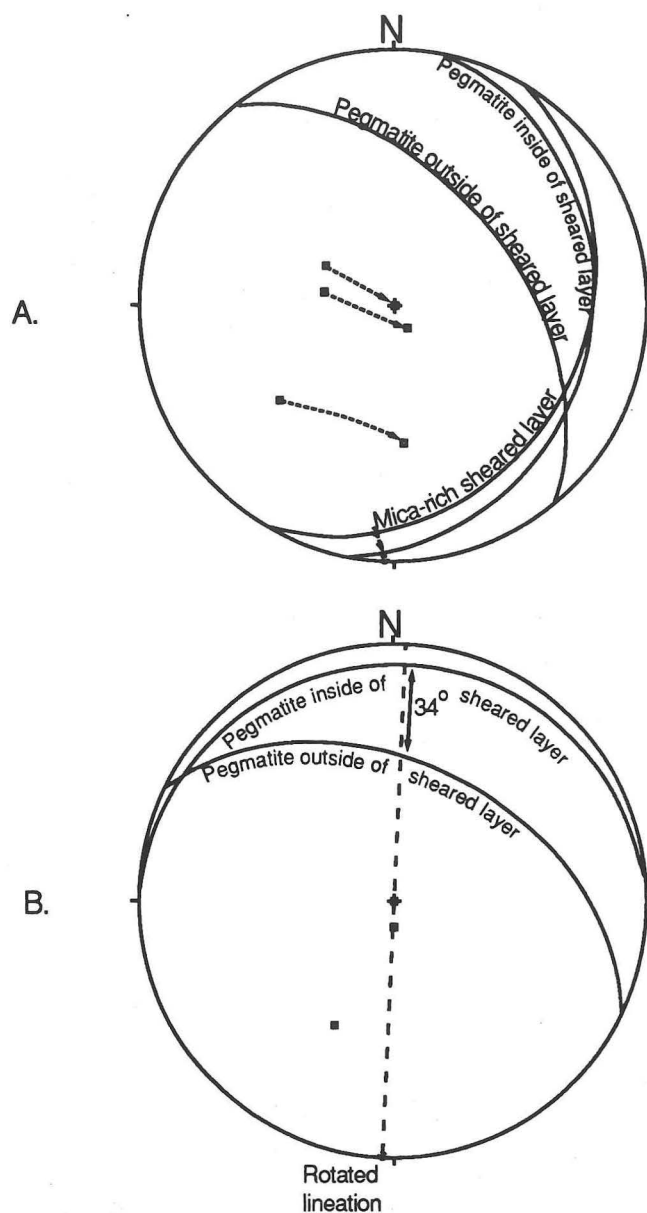 N
Pegmatite inside of sheared layer
Pegmatite outside of sheared layer
A.
Mica-rich sheared layer
N
Pegmatite inside of sheared layer
34°
Pegmatite outside of sheared layer
B.
Rotated
lineation